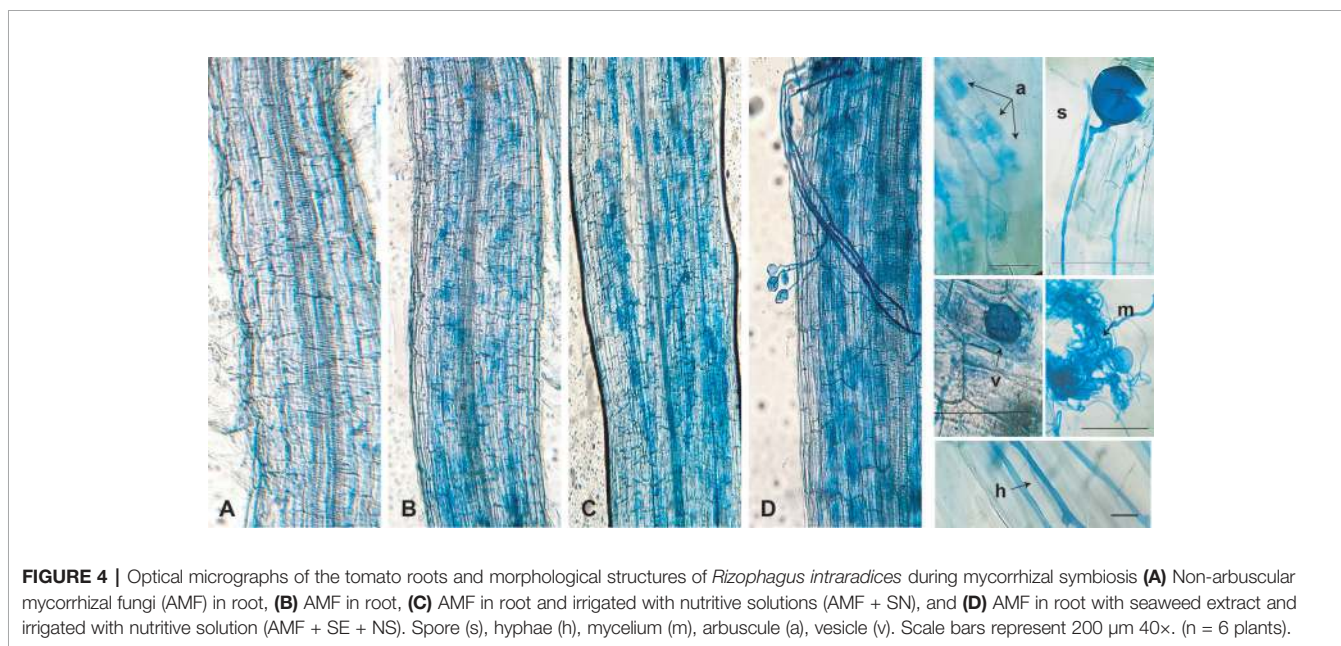 a
s
m
v
h
A
B
C
D
FIGURE 4 | Optical micrographs of the tomato roots and morphological structures of Rizophagus intraradices during mycorrhizal symbiosis (A) Non-arbuscular
mycorrhizal fungi (AMF) in root, (B) AMF in root, (C) AMF in root and irrigated with nutritive solutions (AMF + SN), and (D) AMF in root with seaweed extract and
irrigated with nutritive solution (AMF + SE + NS). Spore (s), hyphae (h), mycelium (m), arbuscule (a), vesicle (v). Scale bars represent 200 µm 40×. (n = 6 plants).